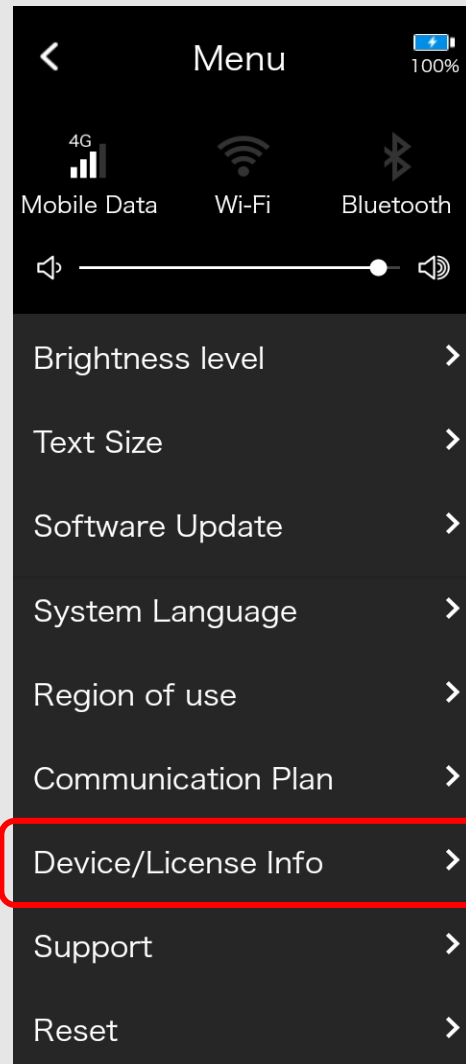 Menu
100%
4G
Mobile Data Wi-Fi Bluetooth
Brightness level
Text Size
Software Update
System Language
Region of use
Communication Plan
Device/License Info
Support
Reset